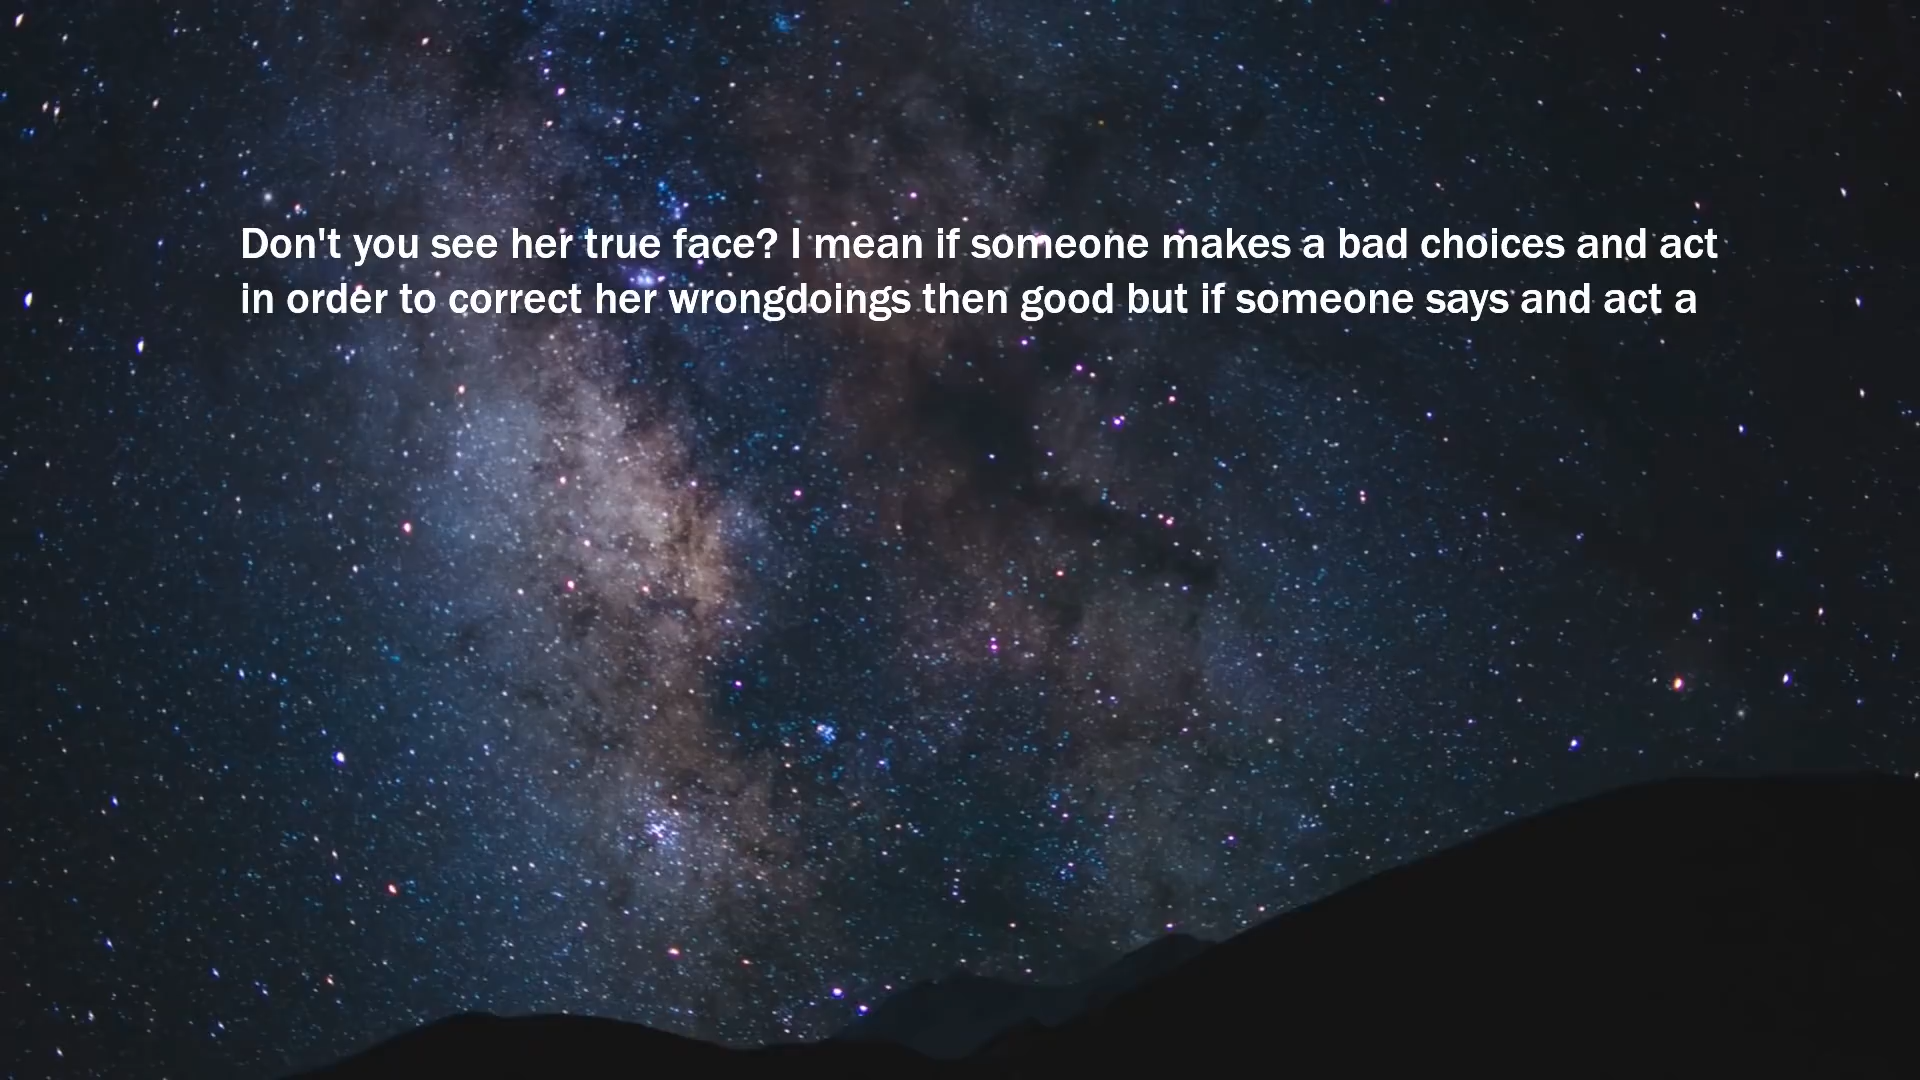 Don't you see her true face? I mean if someone makes a bad choices and act
in order to correct her wrongdoings then good but if someone says and act a